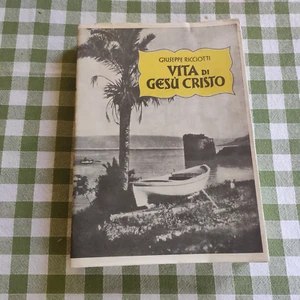 GIUSEPPE RICCIOTTI
VITA DI
GESÙ CRISTO